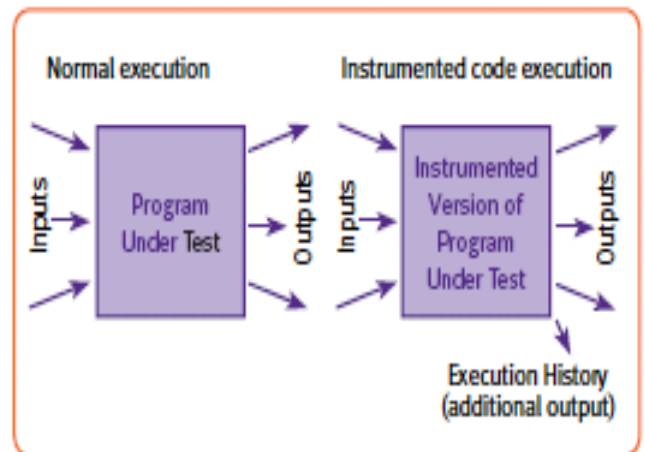 Normal execution
Inputs
Program
Under Test
Outputs
Instrumented code execution
Inputs
Instrumented
Version of
Program
Under Test
Outputs
Execution History
(additional output)